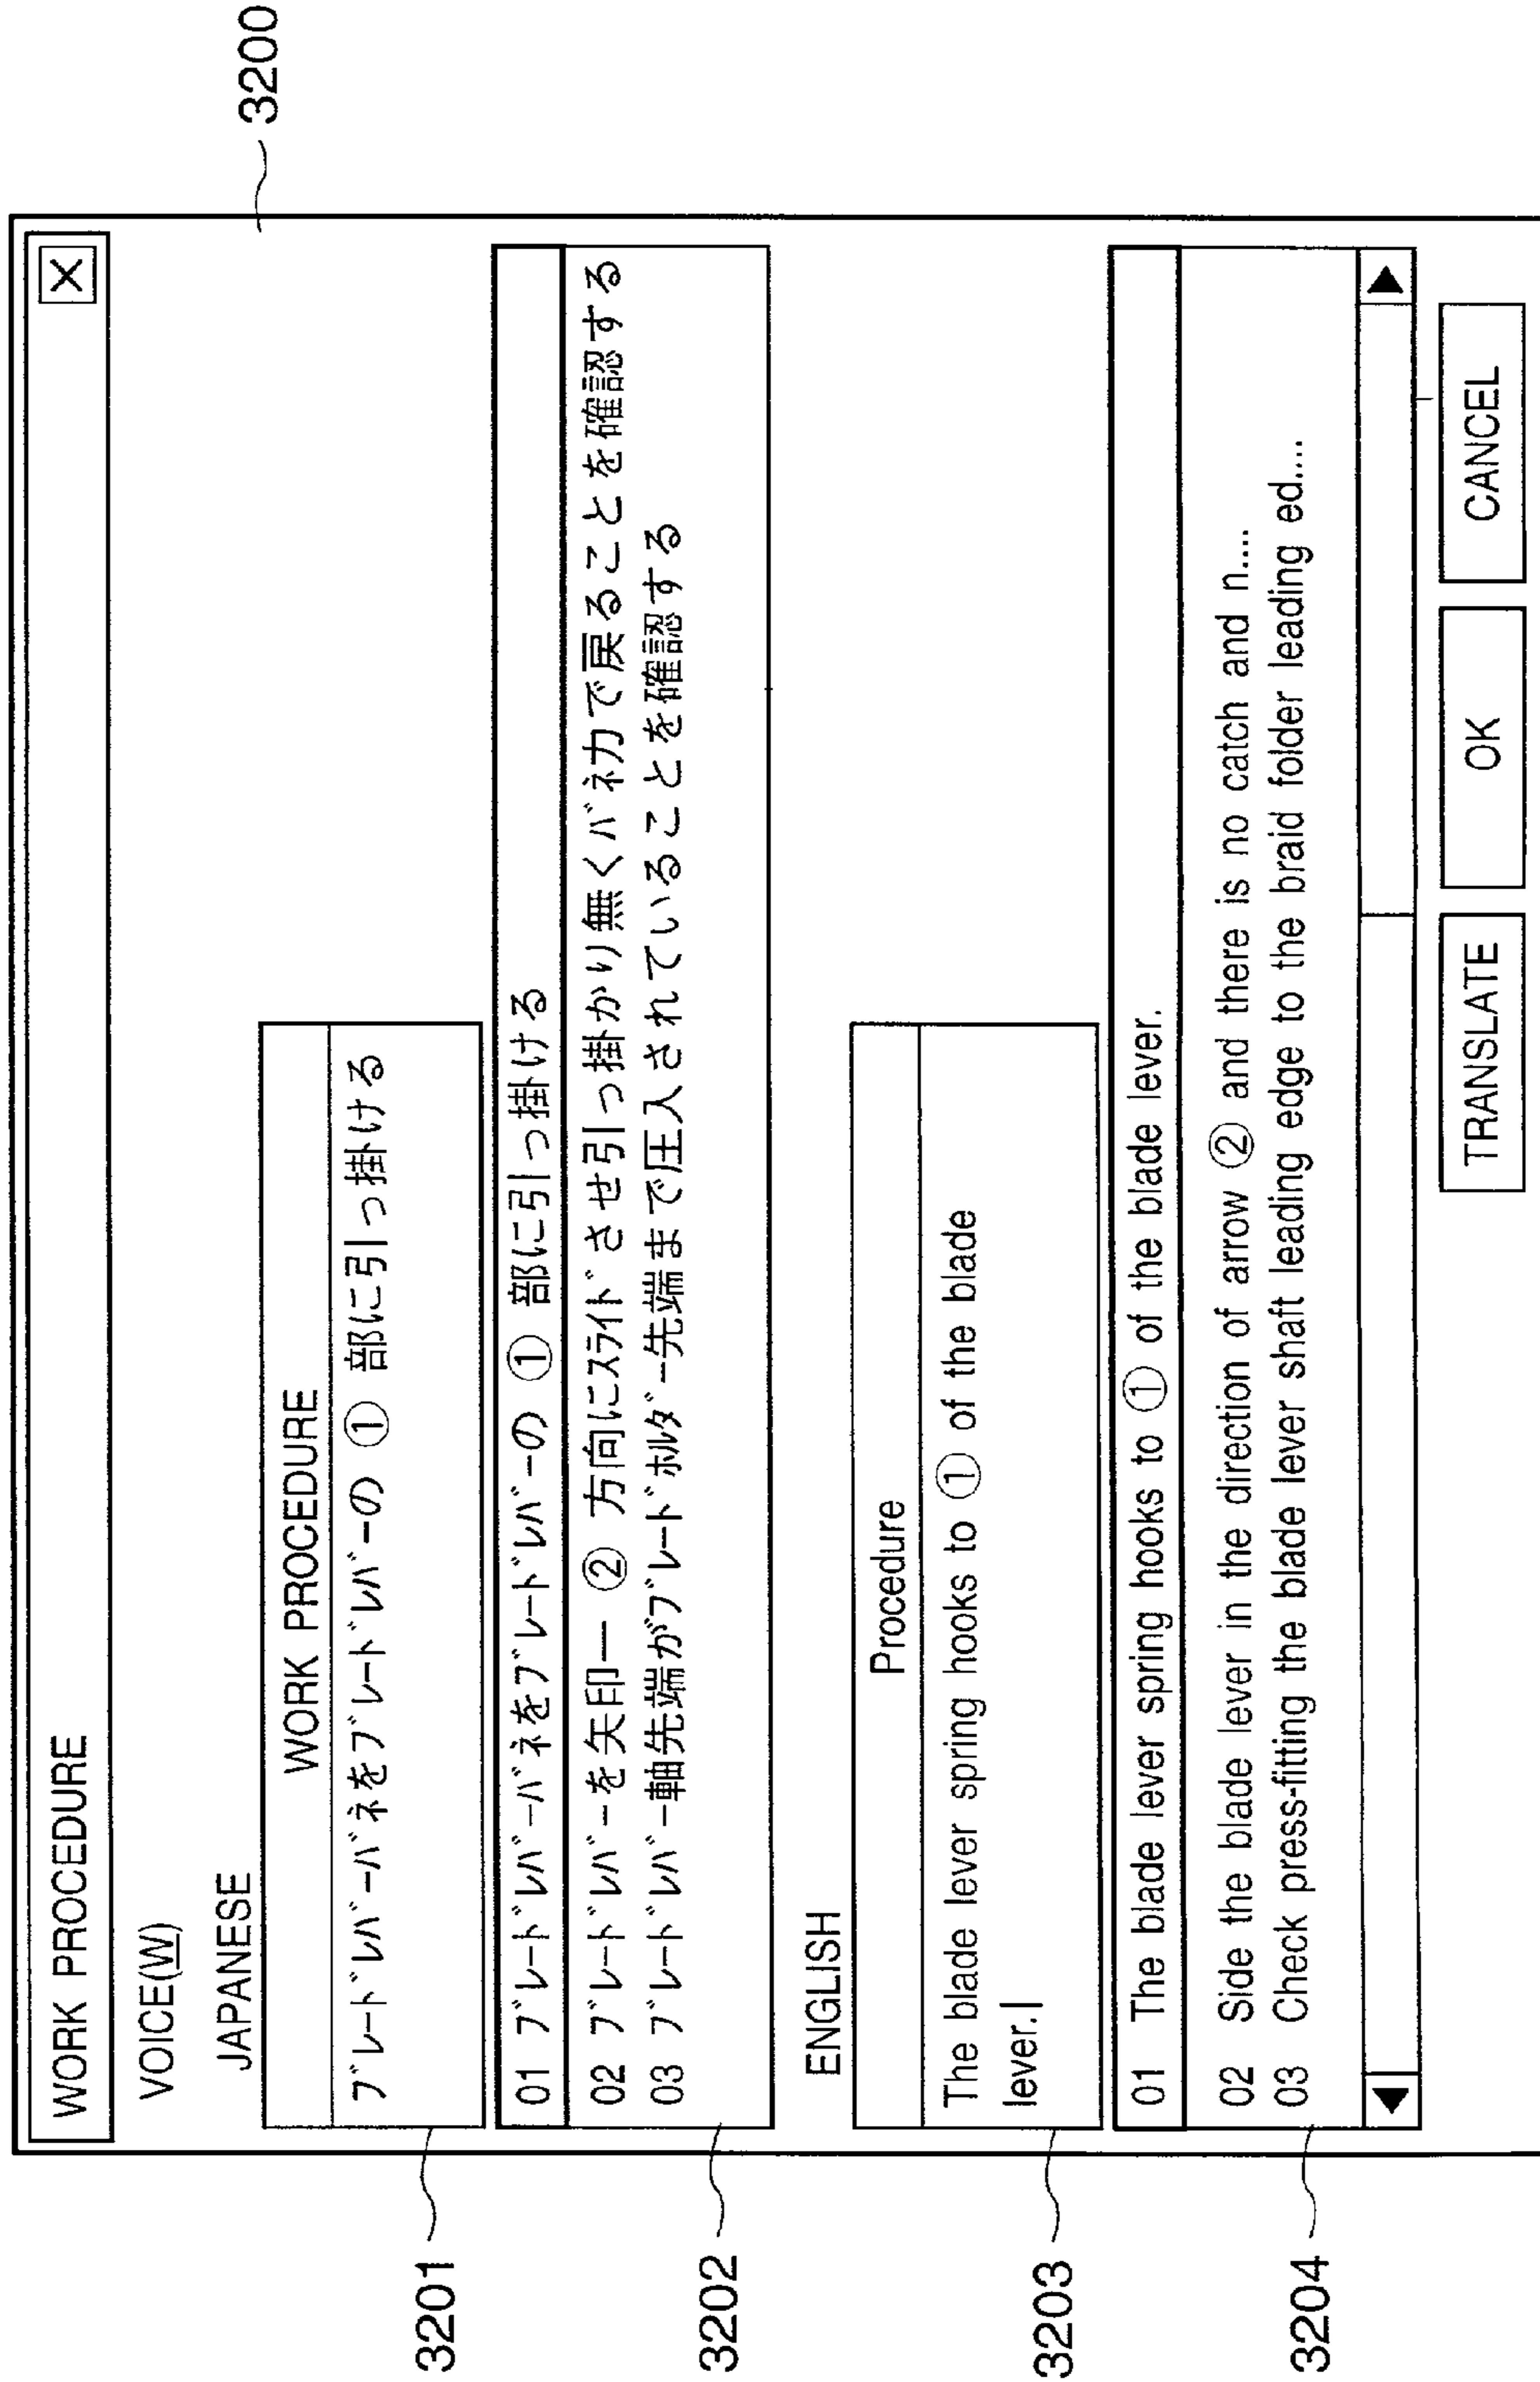 3200
WORK PROCEDURE
VOICE(W)
JAPANESE
WORK PROCEDURE
ブレードレバーバネをブレードレバーの ① 部に引っ掛ける
3201
01 ブレードレバーバネをブレードレバーの ① 部に引っ掛ける
02 ブレードレバーを矢印ー ② 方向にスライドさせ引っ掛かり無くバネ力で戻ることを確認する
03 ブレードレバー軸先端がブレードホルダー先端まで圧入されていることを確認する
3202
ENGLISH
Procedure
The blade lever spring hooks to ① of the blade
lever.
3203
01 The blade lever spring hooks to ① of the blade lever.
02 Side the blade lever in the direction of arrow ② and there is no catch and n....
03 Check press-fitting the blade lever shaft leading edge to the braid folder leading ed....
3204
TRANSLATE OK CANCEL